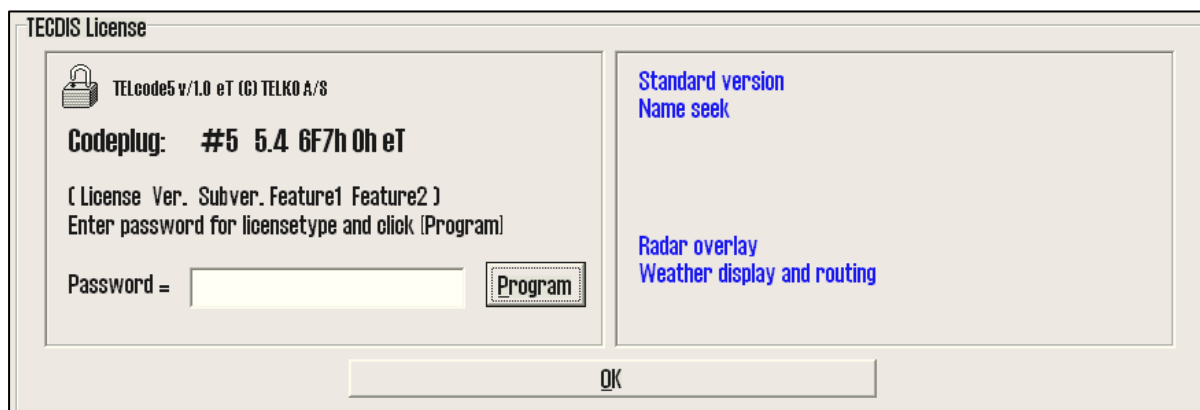 TECDIS License
TELcode5 v/1.0 eT (C) TELKO A/S
Codeplug: #5 5.4 6F7h 0h eT
( License Ver. Subver. Feature1 Feature2 )
Enter password for licensetype and click [Program]
Password =
Program
Standard version
Name seek
Radar overlay
Weather display and routing
OK